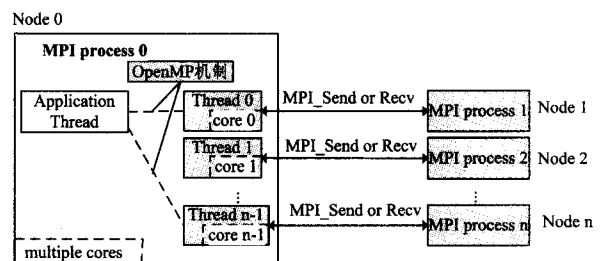 Node 0
MPI process 0
OpenMP机制
Application
Thread
Thread 0
core 0
MPI_Send or Recv
MPI process 1
Node 1
Thread 1
core 1
MPI_Send or Recv
MPI process 2
Node 2
Thread n-1
core n-1
MPI_Send or Recv
MPI process n
Node n
multiple cores